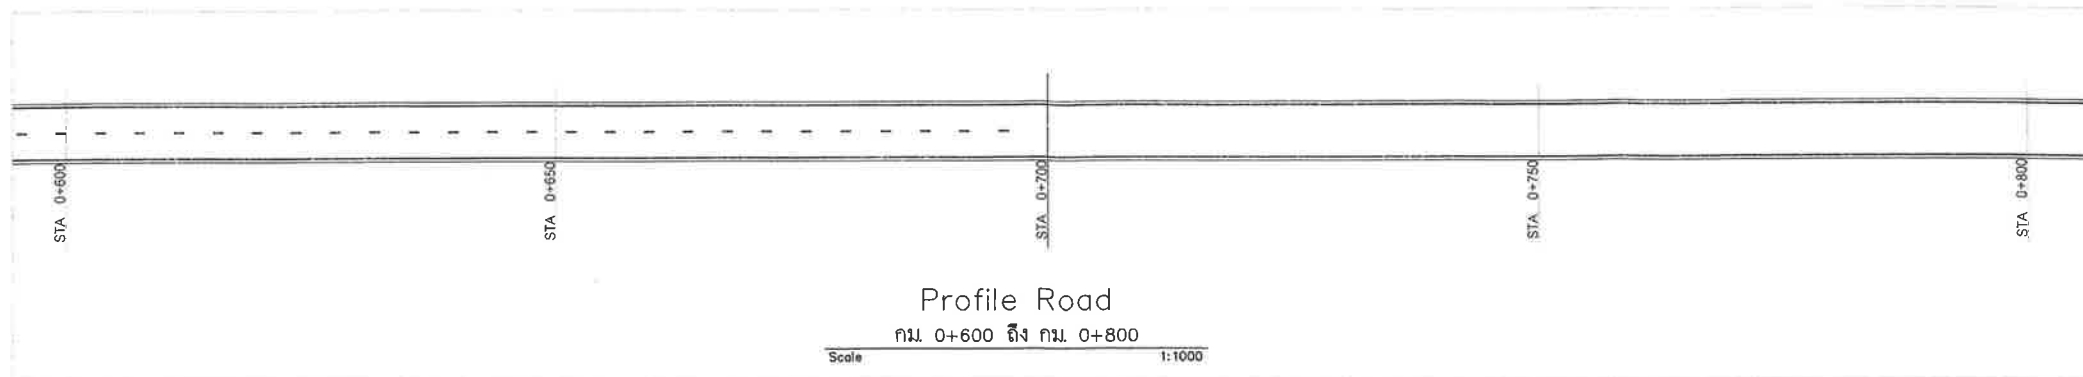 STA. 0+600
STA. 0+650
STA. 0+700
STA. 0+750
STA. 0+800
Profile Road
กม. 0+600 ถึง กม. 0+800
Scale 1:1000